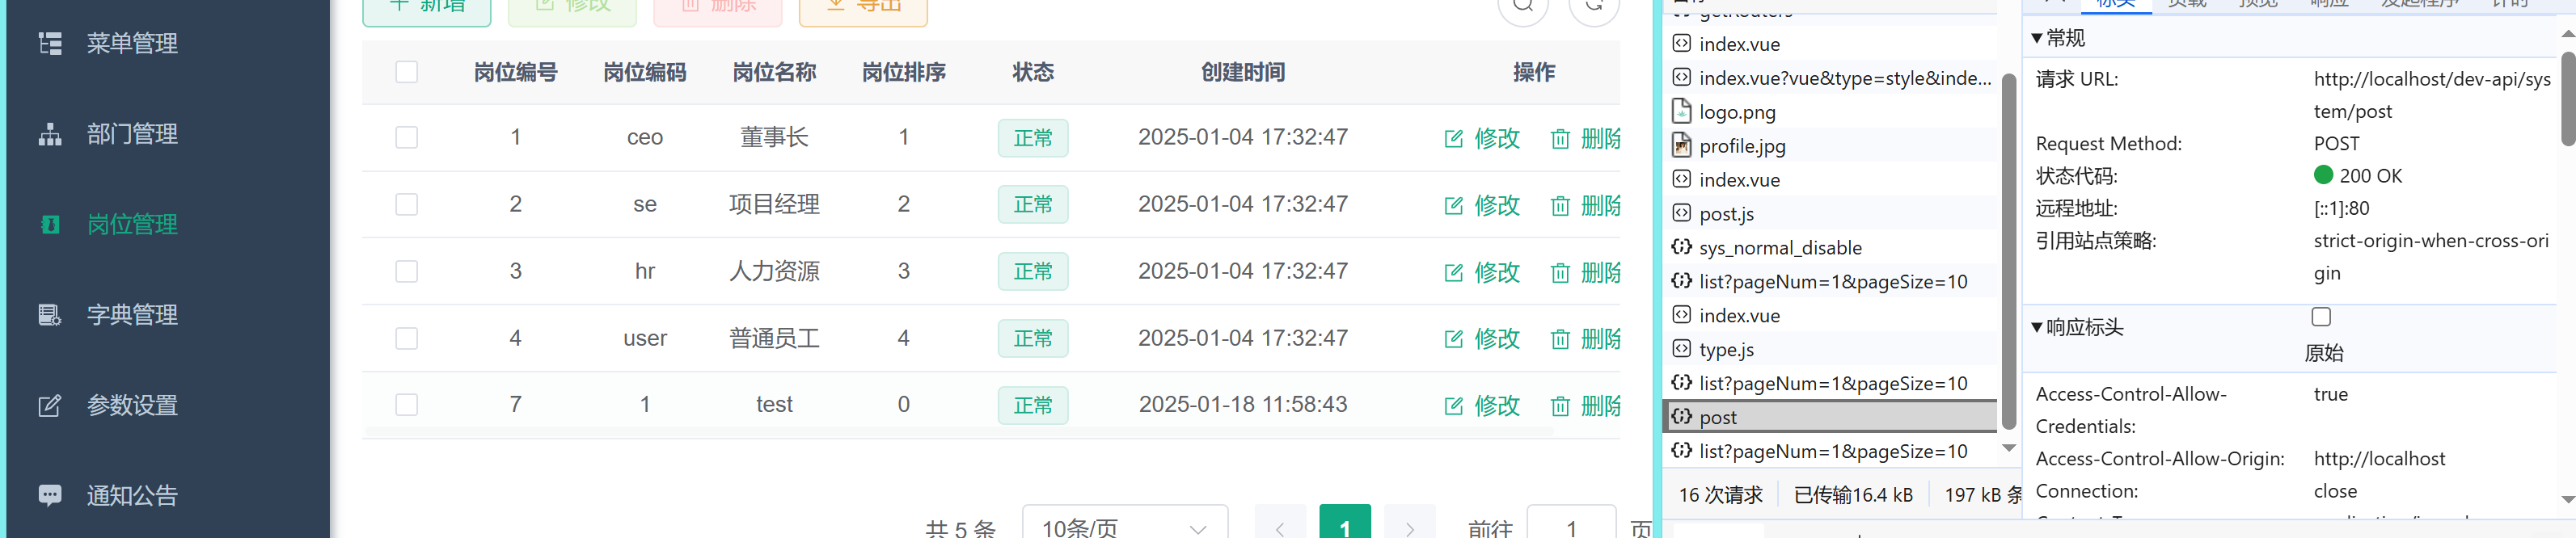 菜单管理
部门管理
岗位管理
字典管理
参数设置
通知公告
新增 修改 删除 导出
岗位编号 岗位编码 岗位名称 岗位排序 状态 创建时间 操作
1 ceo 董事长 1 正常 2025-01-04 17:32:47 修改 删除
2 se 项目经理 2 正常 2025-01-04 17:32:47 修改 删除
3 hr 人力资源 3 正常 2025-01-04 17:32:47 修改 删除
4 user 普通员工 4 正常 2025-01-04 17:32:47 修改 删除
7 1 test 0 正常 2025-01-18 11:58:43 修改 删除
共 5 条 10条/页 1 前往 1 页
getRouters
index.vue
index.vue?vue&type=style&inde...
logo.png
profile.jpg
index.vue
post.js
sys_normal_disable
list?pageNum=1&pageSize=10
index.vue
type.js
list?pageNum=1&pageSize=10
post
list?pageNum=1&pageSize=10
16 次请求 已传输16.4 kB 197 kB 条
标头 负载 预览 响应 发起程序 计时
常规
请求 URL: http://localhost/dev-api/sys
tem/post
Request Method: POST
状态代码: 200 OK
远程地址: [::1]:80
引用站点策略: strict-origin-when-cross-ori
gin
响应标头
原始
Access-Control-Allow- true
Credentials:
Access-Control-Allow-Origin: http://localhost
Connection: close